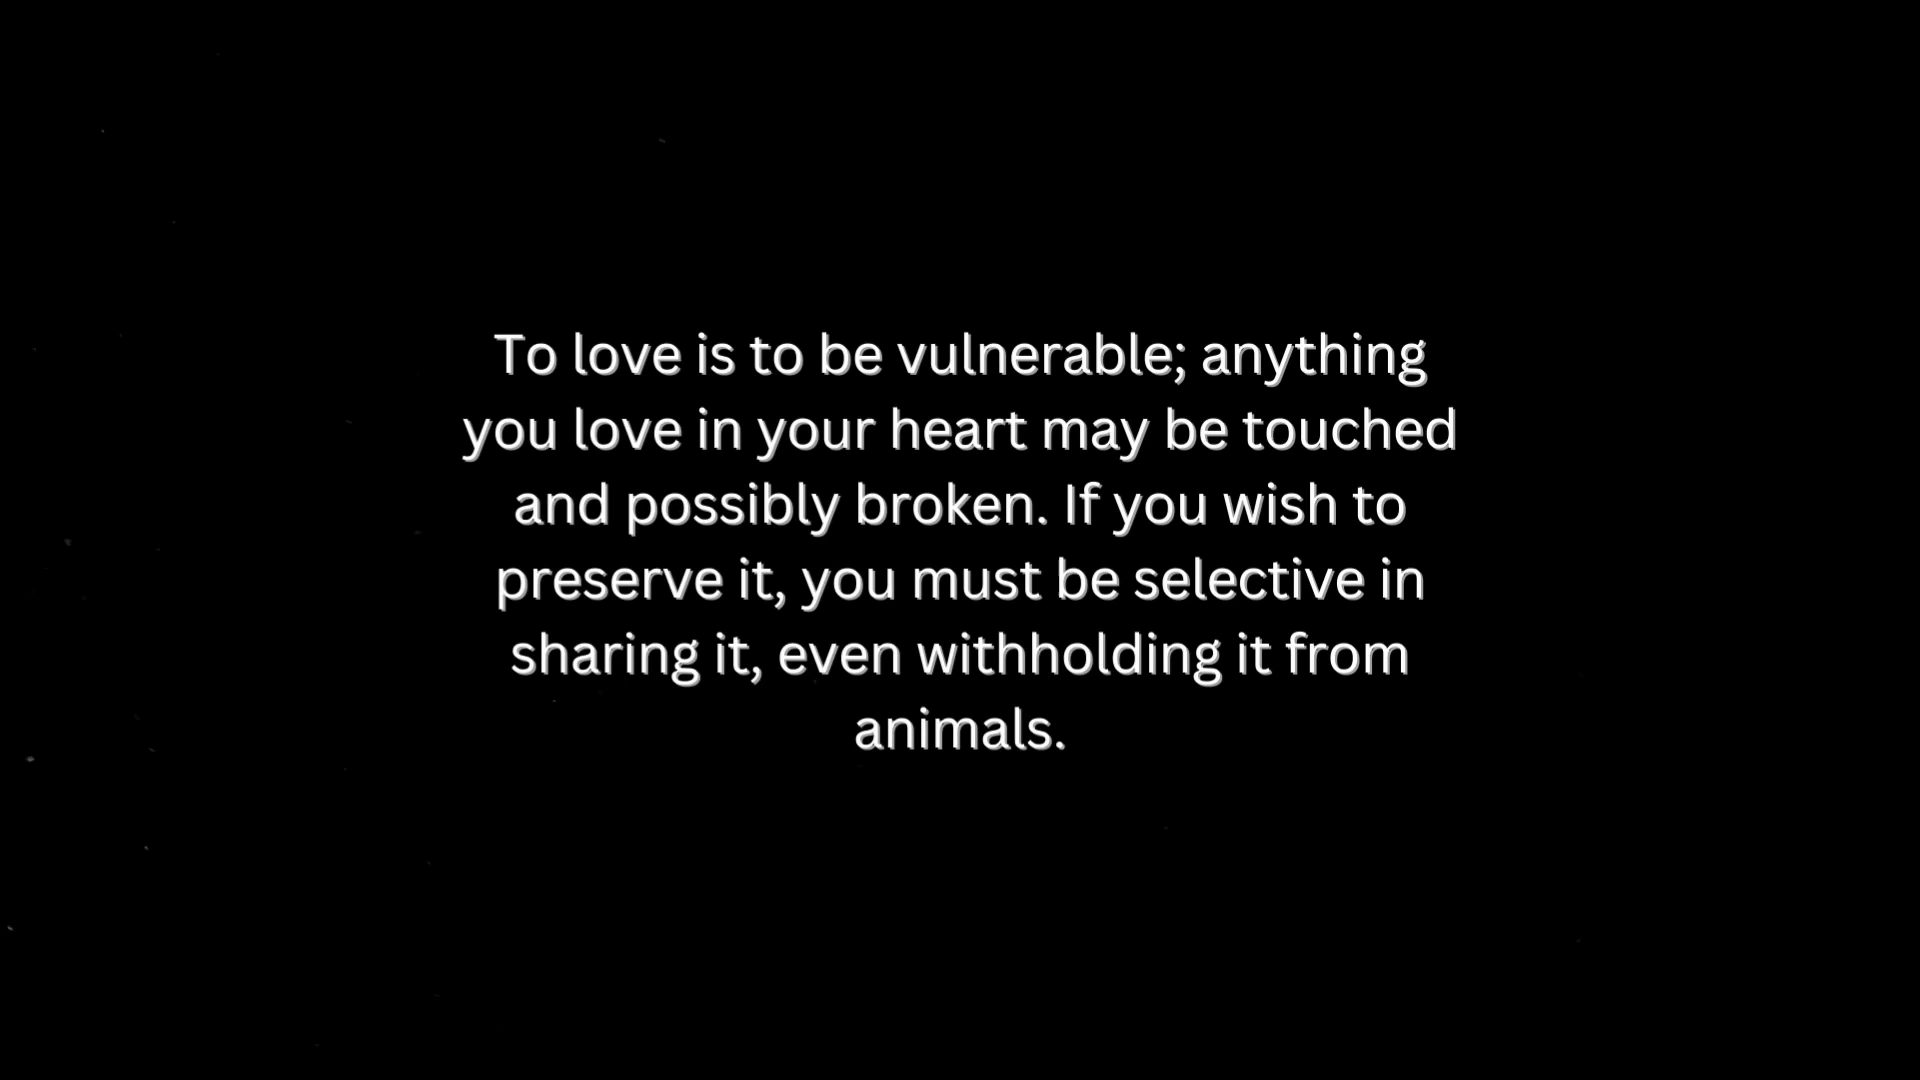 To love is to be vulnerable; anything
you love in your heart may be touched
and possibly broken. If you wish to
preserve it, you must be selective in
sharing it, even withholding it from
animals.